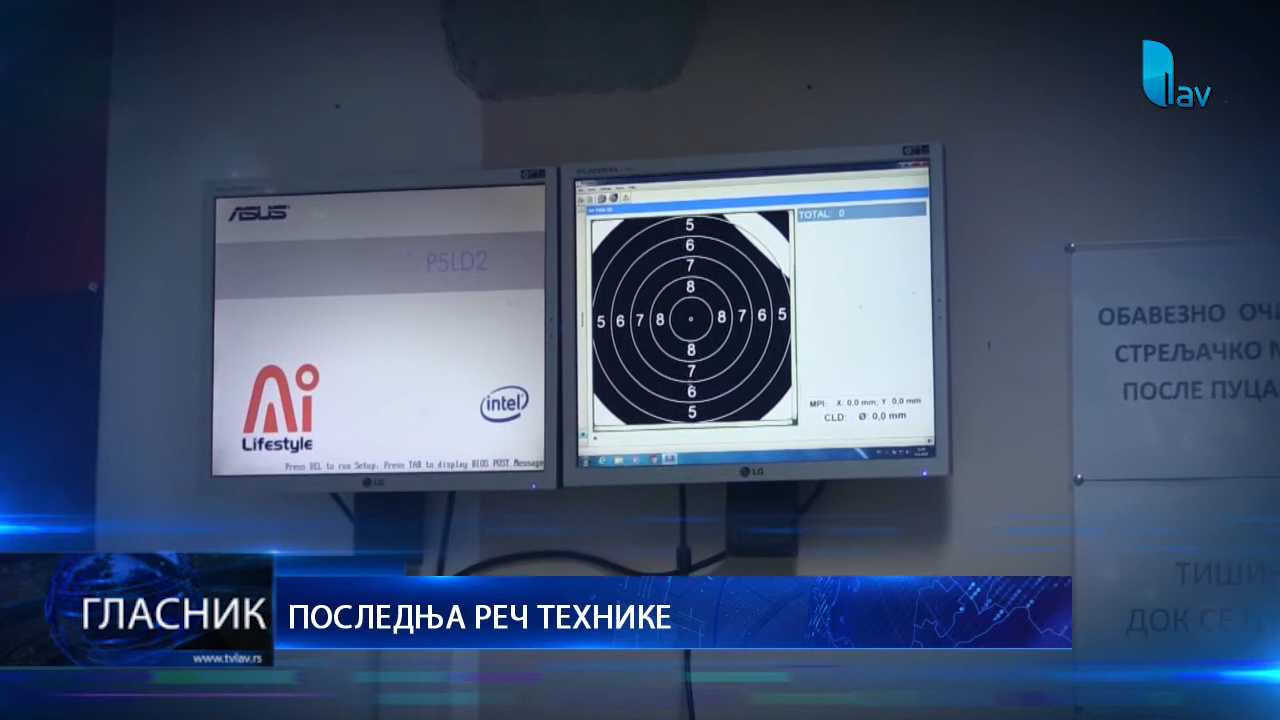 lav
ASUS
P5LD2
Ai
Lifestyle
intel
Press DEL to run Setup. Press TAB to display BIOS POST Message
LG
TOTAL: 0
5
6
7
8
5 6 7 8 8 7 6 5
8
7
6
5
MPI: X: 0,0 mm; Y: 0,0 mm
CLD: Ø: 0,0 mm
LG
ОБАВЕЗНО
СТРЕЉАЧКО
ПОСЛЕ
ДОК СЕ
ГЛАСНИК
www.tvlav.rs
ПОСЛЕДЊА РЕЧ ТЕХНИКЕ